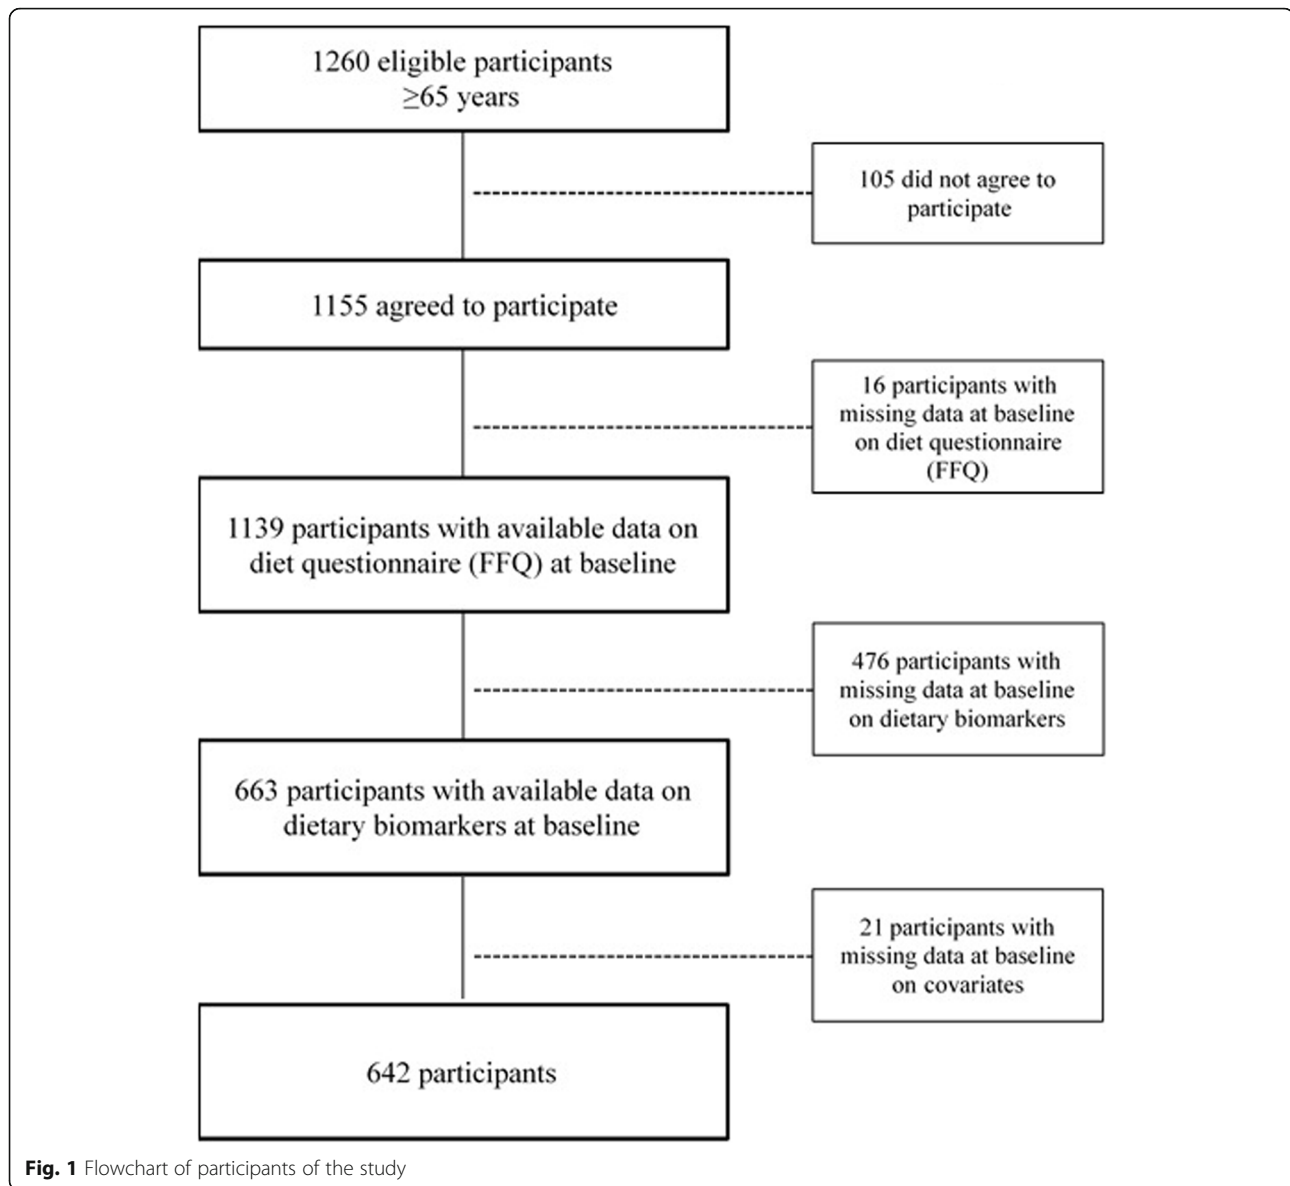 1260 eligible participants
≥65 years
105 did not agree to
participate
1155 agreed to participate
16 participants with
missing data at baseline
on diet questionnaire
(FFQ)
1139 participants with available data on
diet questionnaire (FFQ) at baseline
476 participants with
missing data at baseline
on dietary biomarkers
663 participants with available data on
dietary biomarkers at baseline
21 participants with
missing data at baseline
on covariates
642 participants
Fig. 1 Flowchart of participants of the study